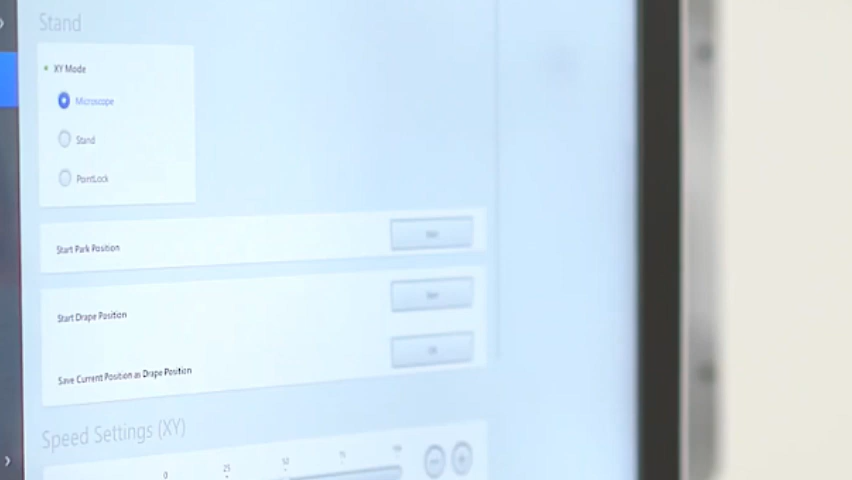 Stand
XY Mode
Microscope
Stand
PointLock
Start Park Position
Start Drape Position
Save Current Position as Drape Position
Speed Settings (XY)
0 25 50 75 100